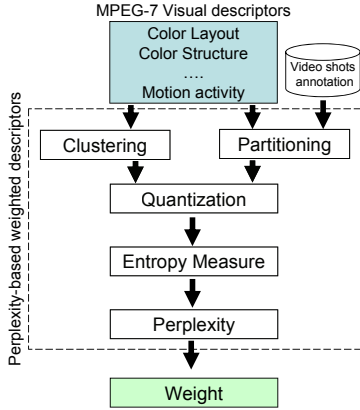 MPEG-7 Visual descriptors
Color Layout
Color Structure
....
Motion activity
Video shots
annotation
Perplexity-based weighted descriptors
Clustering
Partitioning
Quantization
Entropy Measure
Perplexity
Weight